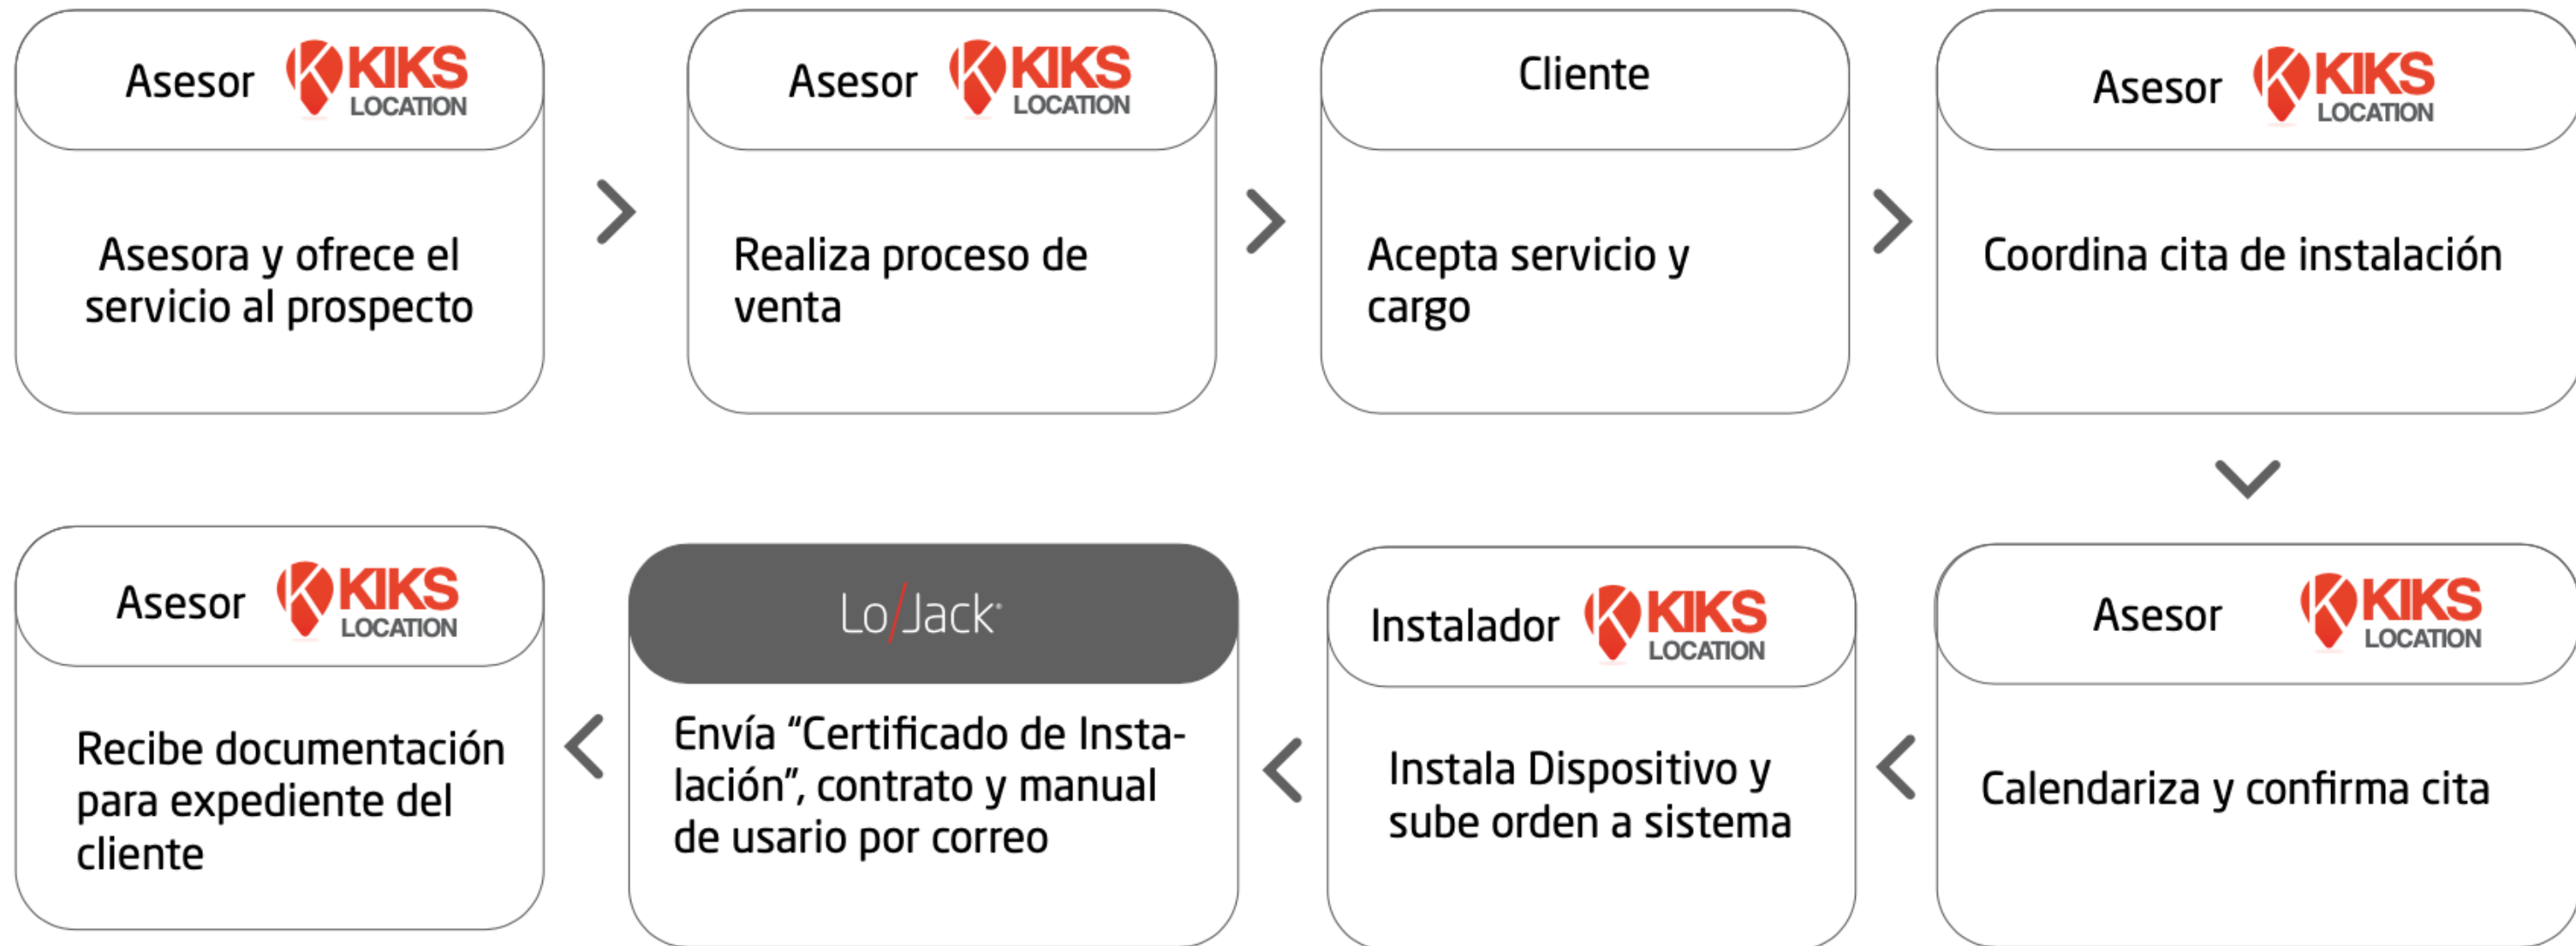 Asesor KIKS
LOCATION
Asesora y ofrece el
servicio al prospecto
Asesor KIKS
LOCATION
Realiza proceso de
venta
Cliente
Acepta servicio y
cargo
Asesor KIKS
LOCATION
Coordina cita de instalación
Asesor KIKS
LOCATION
Calendariza y confirma cita
Instalador KIKS
LOCATION
Instala Dispositivo y
sube orden a sistema
Lo/Jack®
Envía “Certificado de Insta-
lación”, contrato y manual
de usario por correo
Asesor KIKS
LOCATION
Recibe documentación
para expediente del
cliente